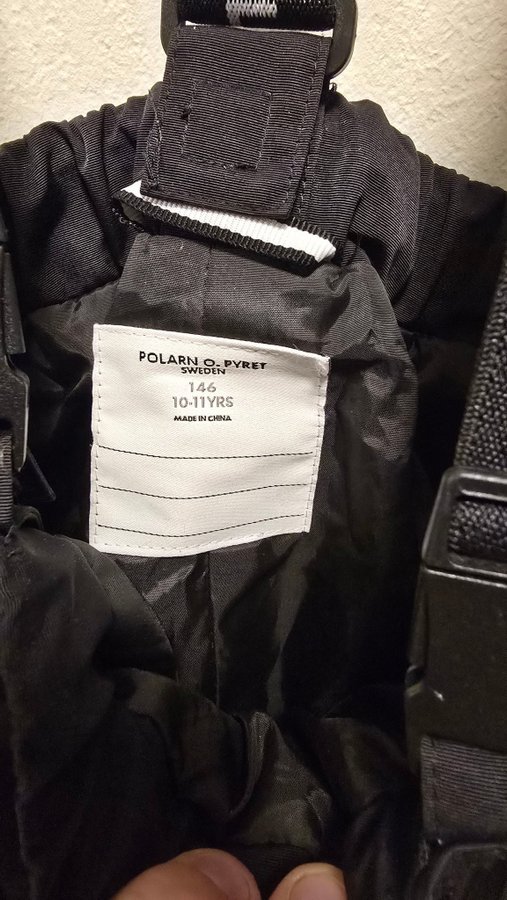 POLARN O. PYRET
SWEDEN
146
10-11YRS
MADE IN CHINA